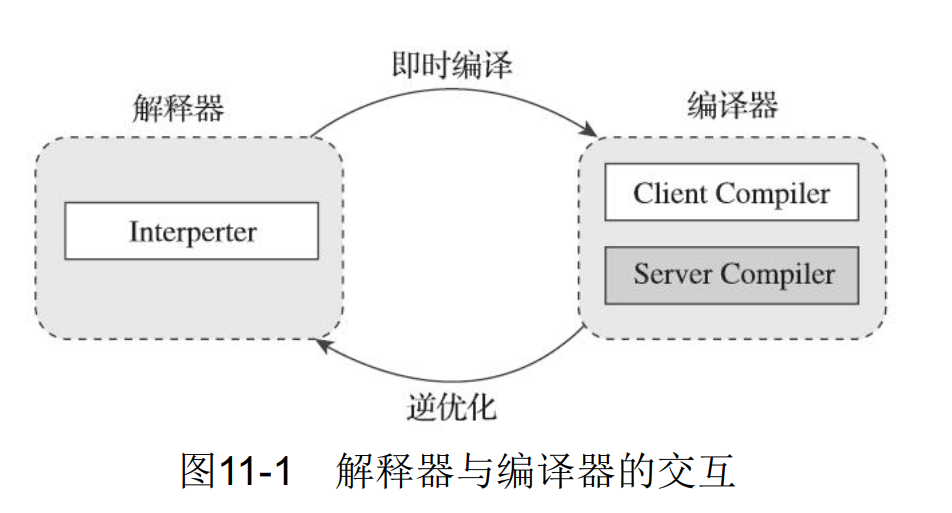 即时编译
解释器
编译器
Interperter
Client Compiler
Server Compiler
逆优化
图11-1 解释器与编译器的交互